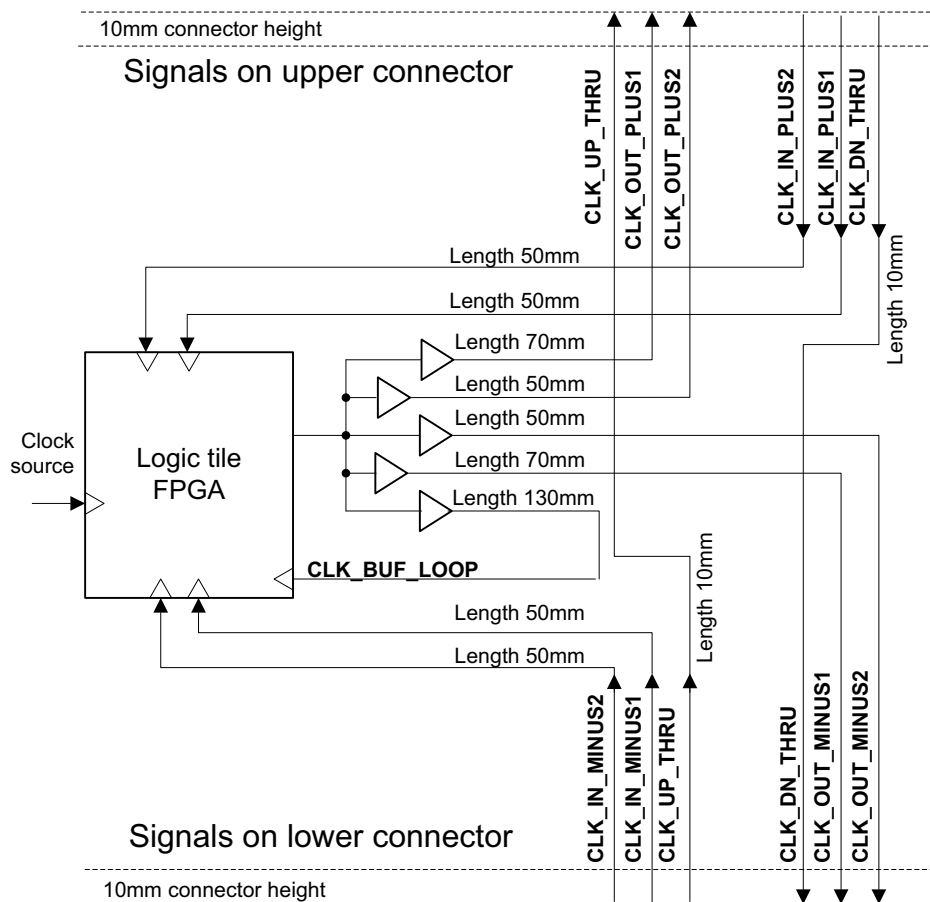 10mm connector height
Signals on upper connector
CLK_UP_THRU
CLK_OUT_PLUS1
CLK_OUT_PLUS2
CLK_IN_PLUS2
CLK_IN_PLUS1
CLK_DN_THRU
Length 50mm
Length 10mm
Length 50mm
Length 70mm
Length 50mm
Length 50mm
Clock
source
Logic tile
FPGA
Length 70mm
Length 130mm
CLK_BUF_LOOP
Length 10mm
Length 50mm
Length 50mm
CLK_IN_MINUS2
CLK_IN_MINUS1
CLK_UP_THRU
CLK_DN_THRU
CLK_OUT_MINUS1
CLK_OUT_MINUS2
Signals on lower connector
10mm connector height